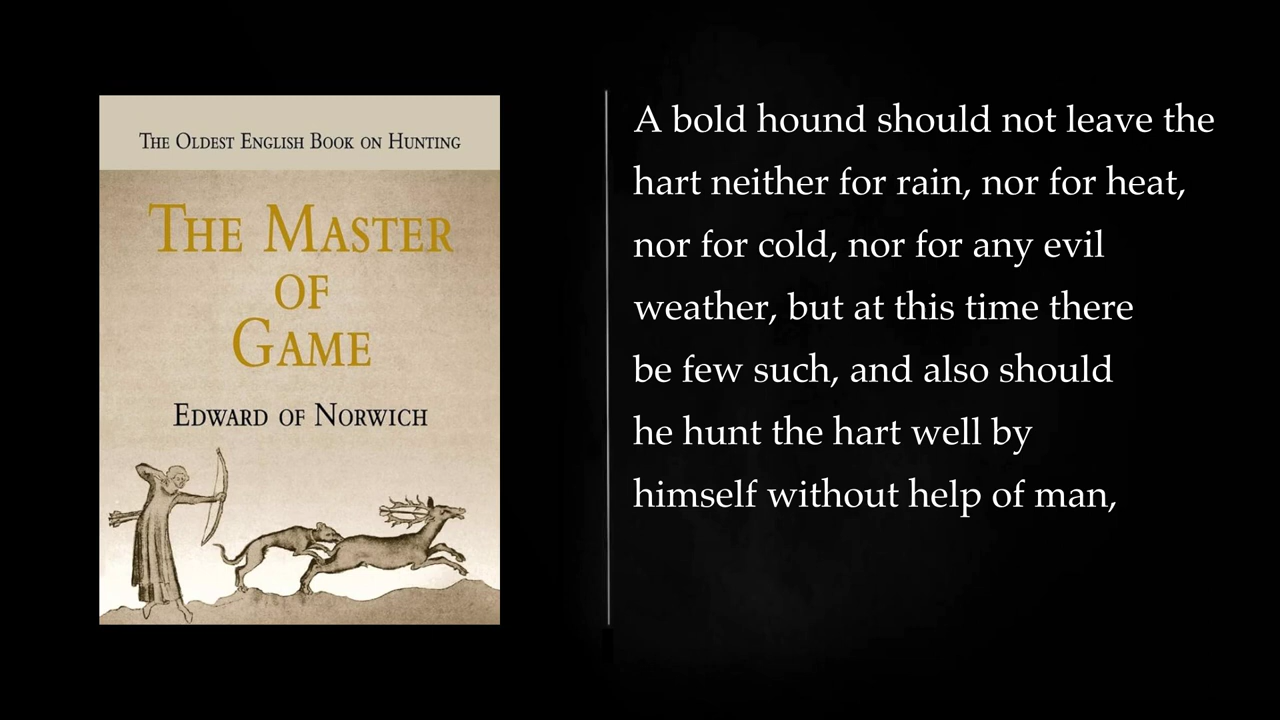 The Oldest English Book on Hunting
The Master
of
Game
Edward of Norwich
A bold hound should not leave the
hart neither for rain, nor for heat,
nor for cold, nor for any evil
weather, but at this time there
be few such, and also should
he hunt the hart well by
himself without help of man,